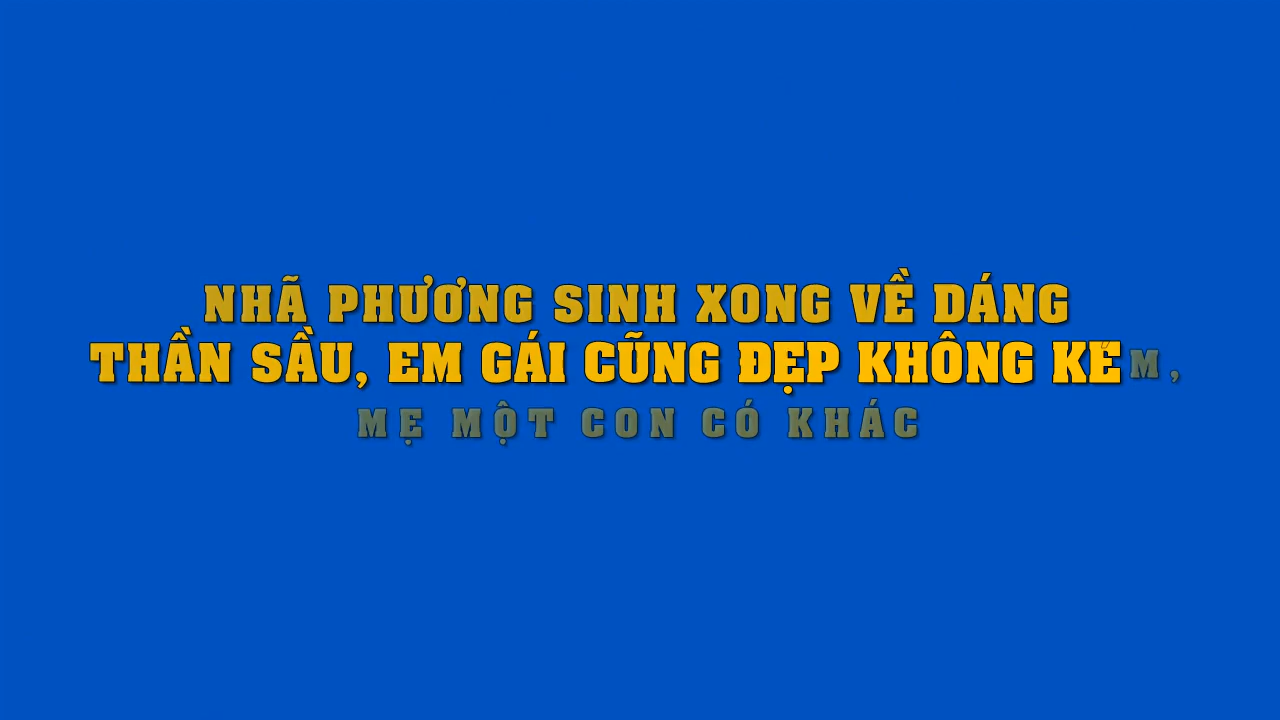 NHÃ PHƯƠNG SINH XONG VỀ DÁNG
THẦN SẦU, EM GÁI CŨNG ĐẸP KHÔNG KÉM,
MẸ MỘT CON CÓ KHÁC